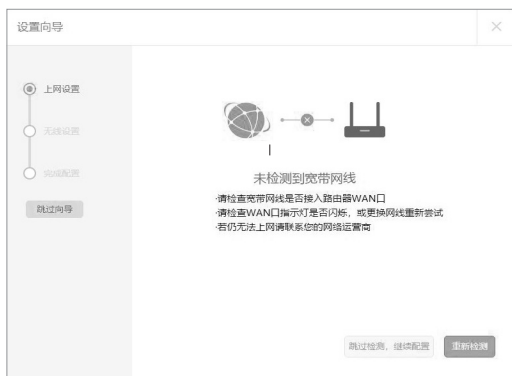 设置向导
上网设置
无线设置
完成配置
跳过向导
未检测到宽带网线
·请检查宽带网线是否接入路由器WAN口
·请检查WAN口指示灯是否闪烁，或更换网线重新尝试
·若仍无法上网请联系您的网络运营商
跳过检测，继续配置
重新检测